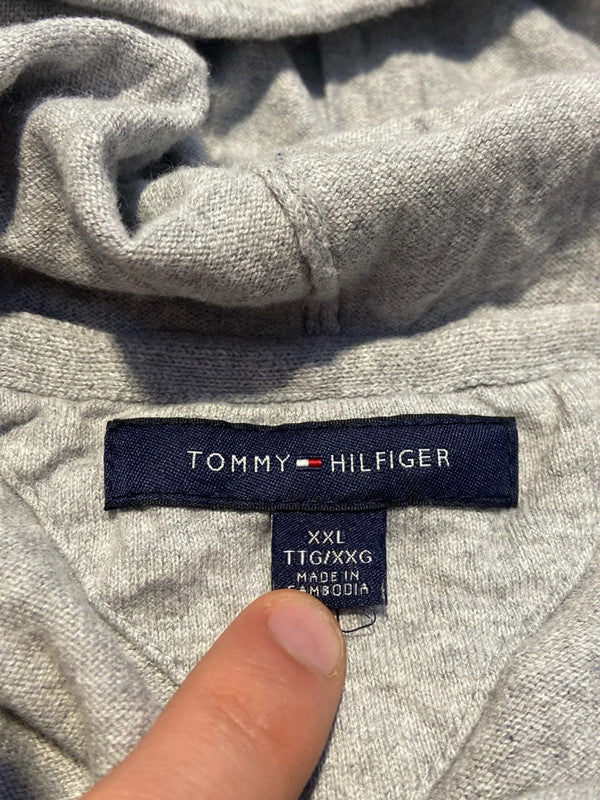 TOMMY HILFIGER
XXL
TTG/XXG
MADE IN
CAMBODIA